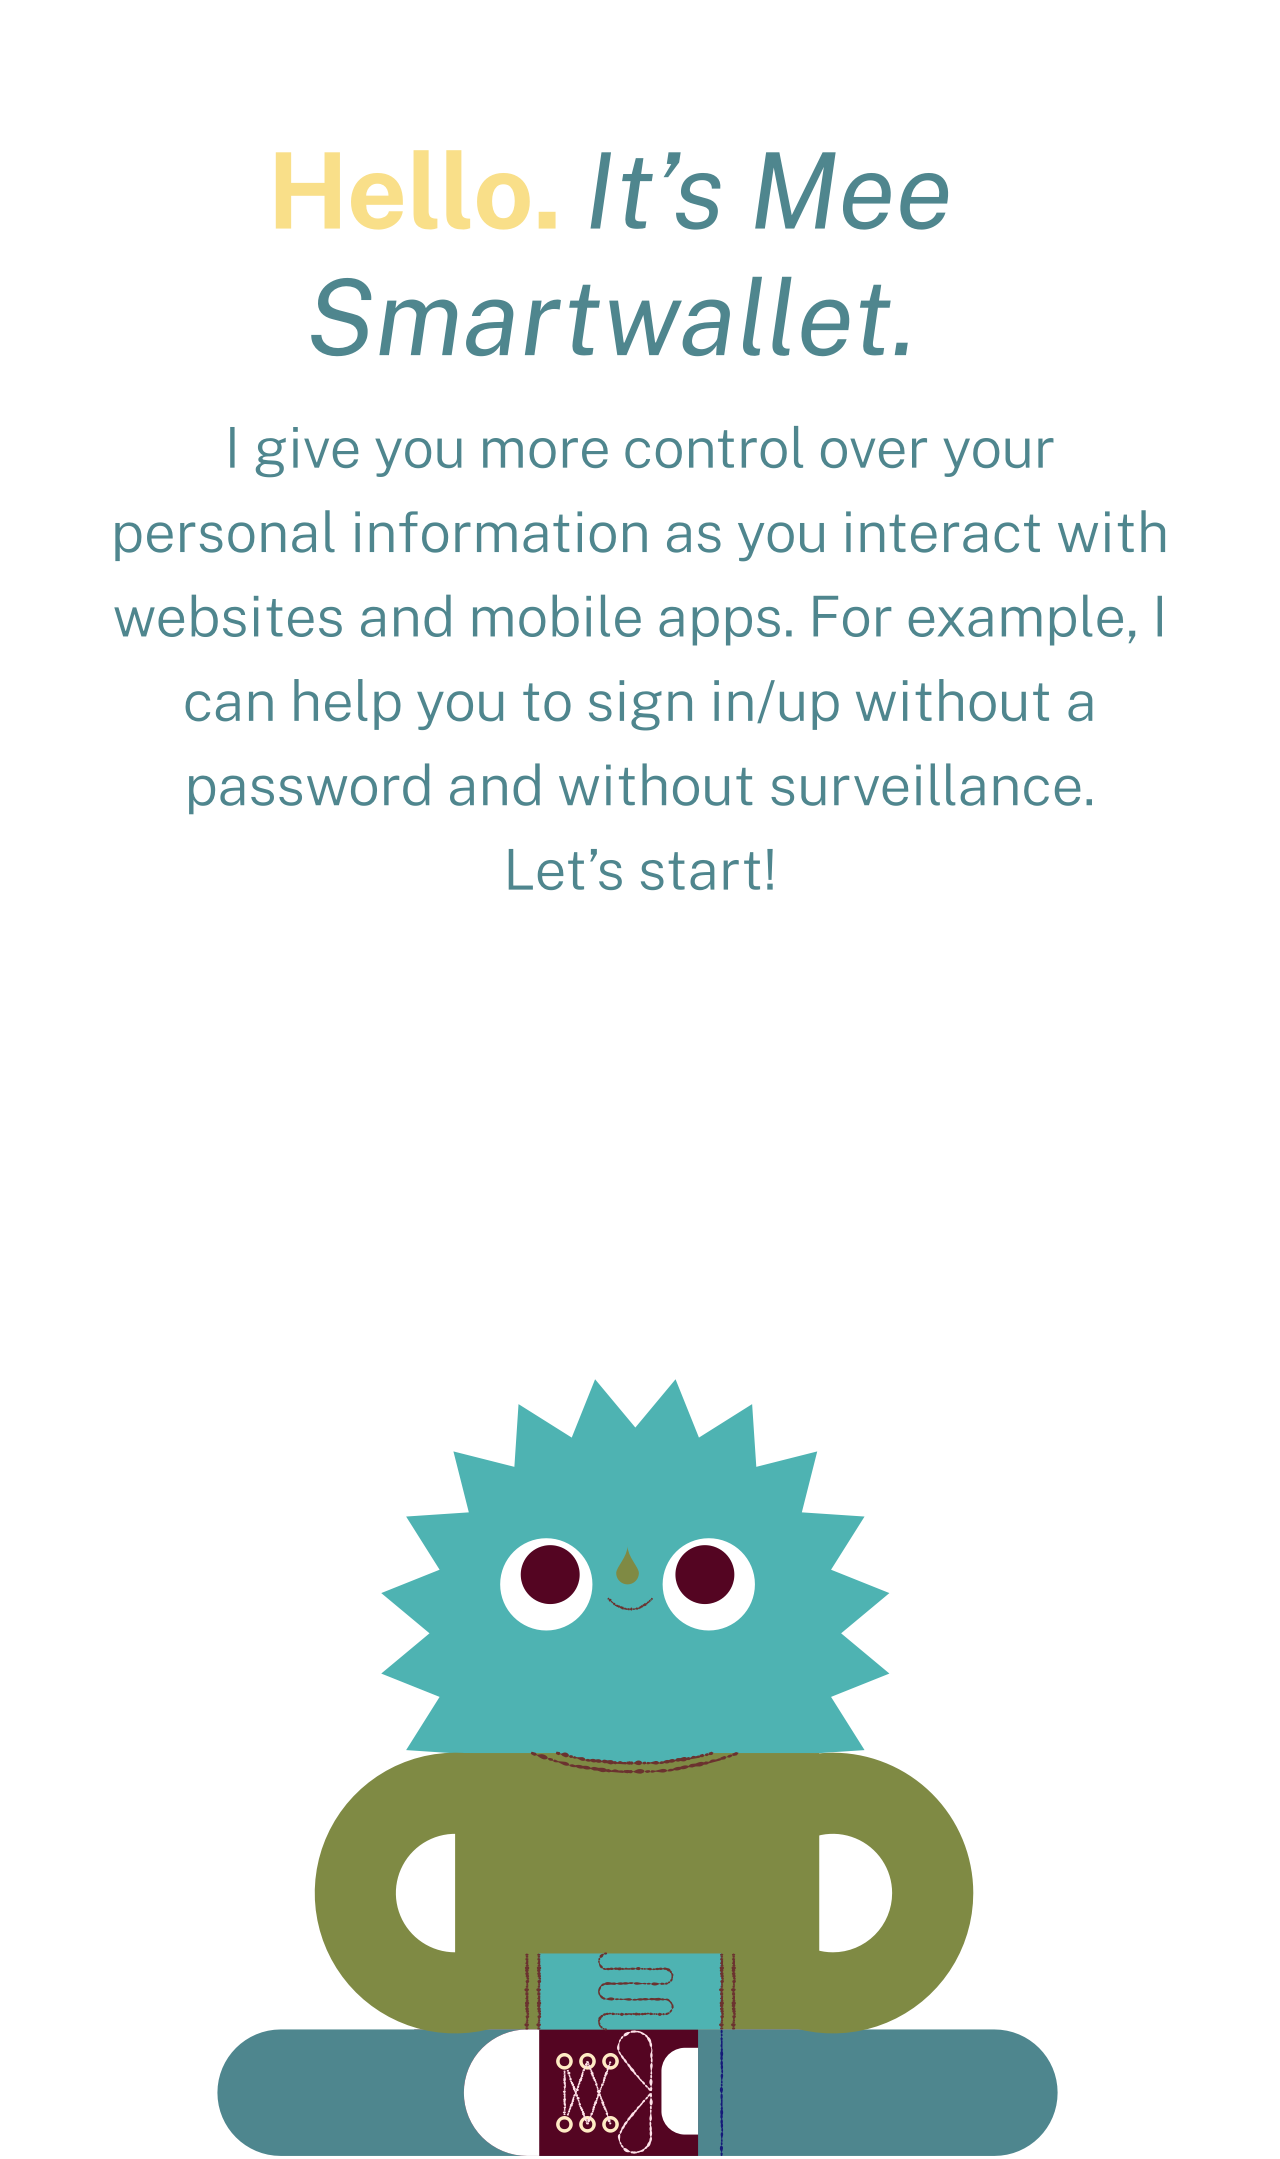 Hello. It’s Mee
Smartwallet.
I give you more control over your
personal information as you interact with
websites and mobile apps. For example, I
can help you to sign in/up without a
password and without surveillance.
Let’s start!